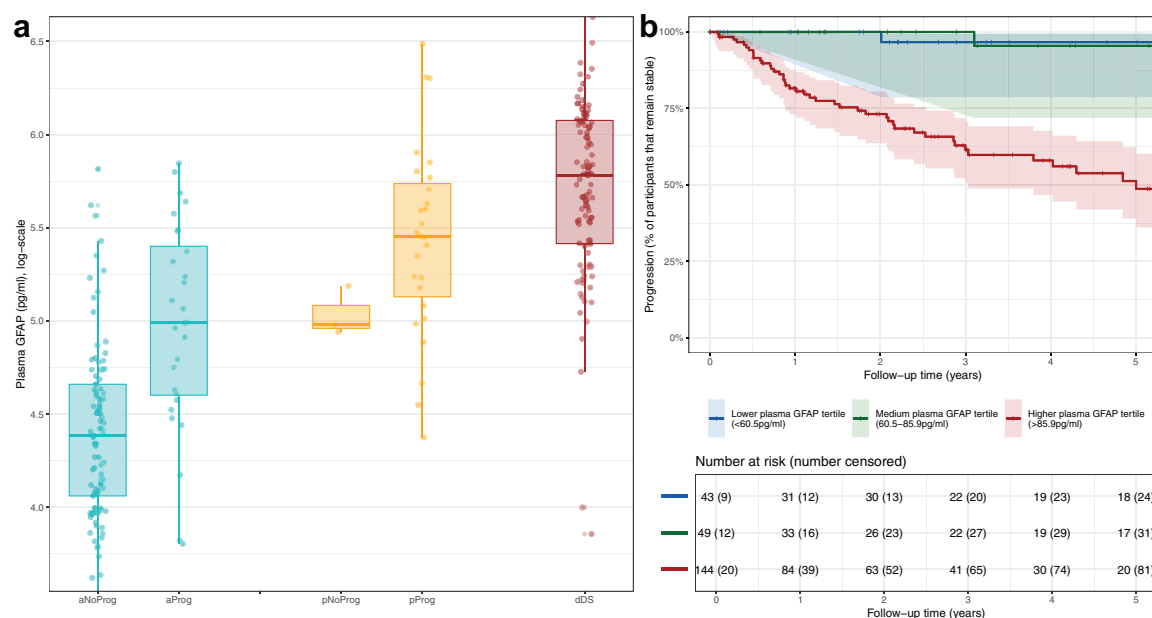 a
Plasma GFAP (pg/ml), log−scale
6.5
6.0
5.5
5.0
4.5
4.0
aNoProg aProg pNoProg pProg dDS
b
Progression (% of participants that remain stable)
100%
75%
50%
25%
0%
0 1 2 3 4 5
Follow−up time (years)
Lower plasma GFAP tertile
(<60.5pg/ml)
Medium plasma GFAP tertile
(60.5−85.9pg/ml)
Higher plasma GFAP tertile
(>85.9pg/ml)
Number at risk (number censored)
43 (9) 31 (12) 30 (13) 22 (20) 19 (23) 18 (24)
49 (12) 33 (16) 26 (23) 22 (27) 19 (29) 17 (31)
144 (20) 84 (39) 63 (52) 41 (65) 30 (74) 20 (81)
0 1 2 3 4 5
Follow−up time (years)